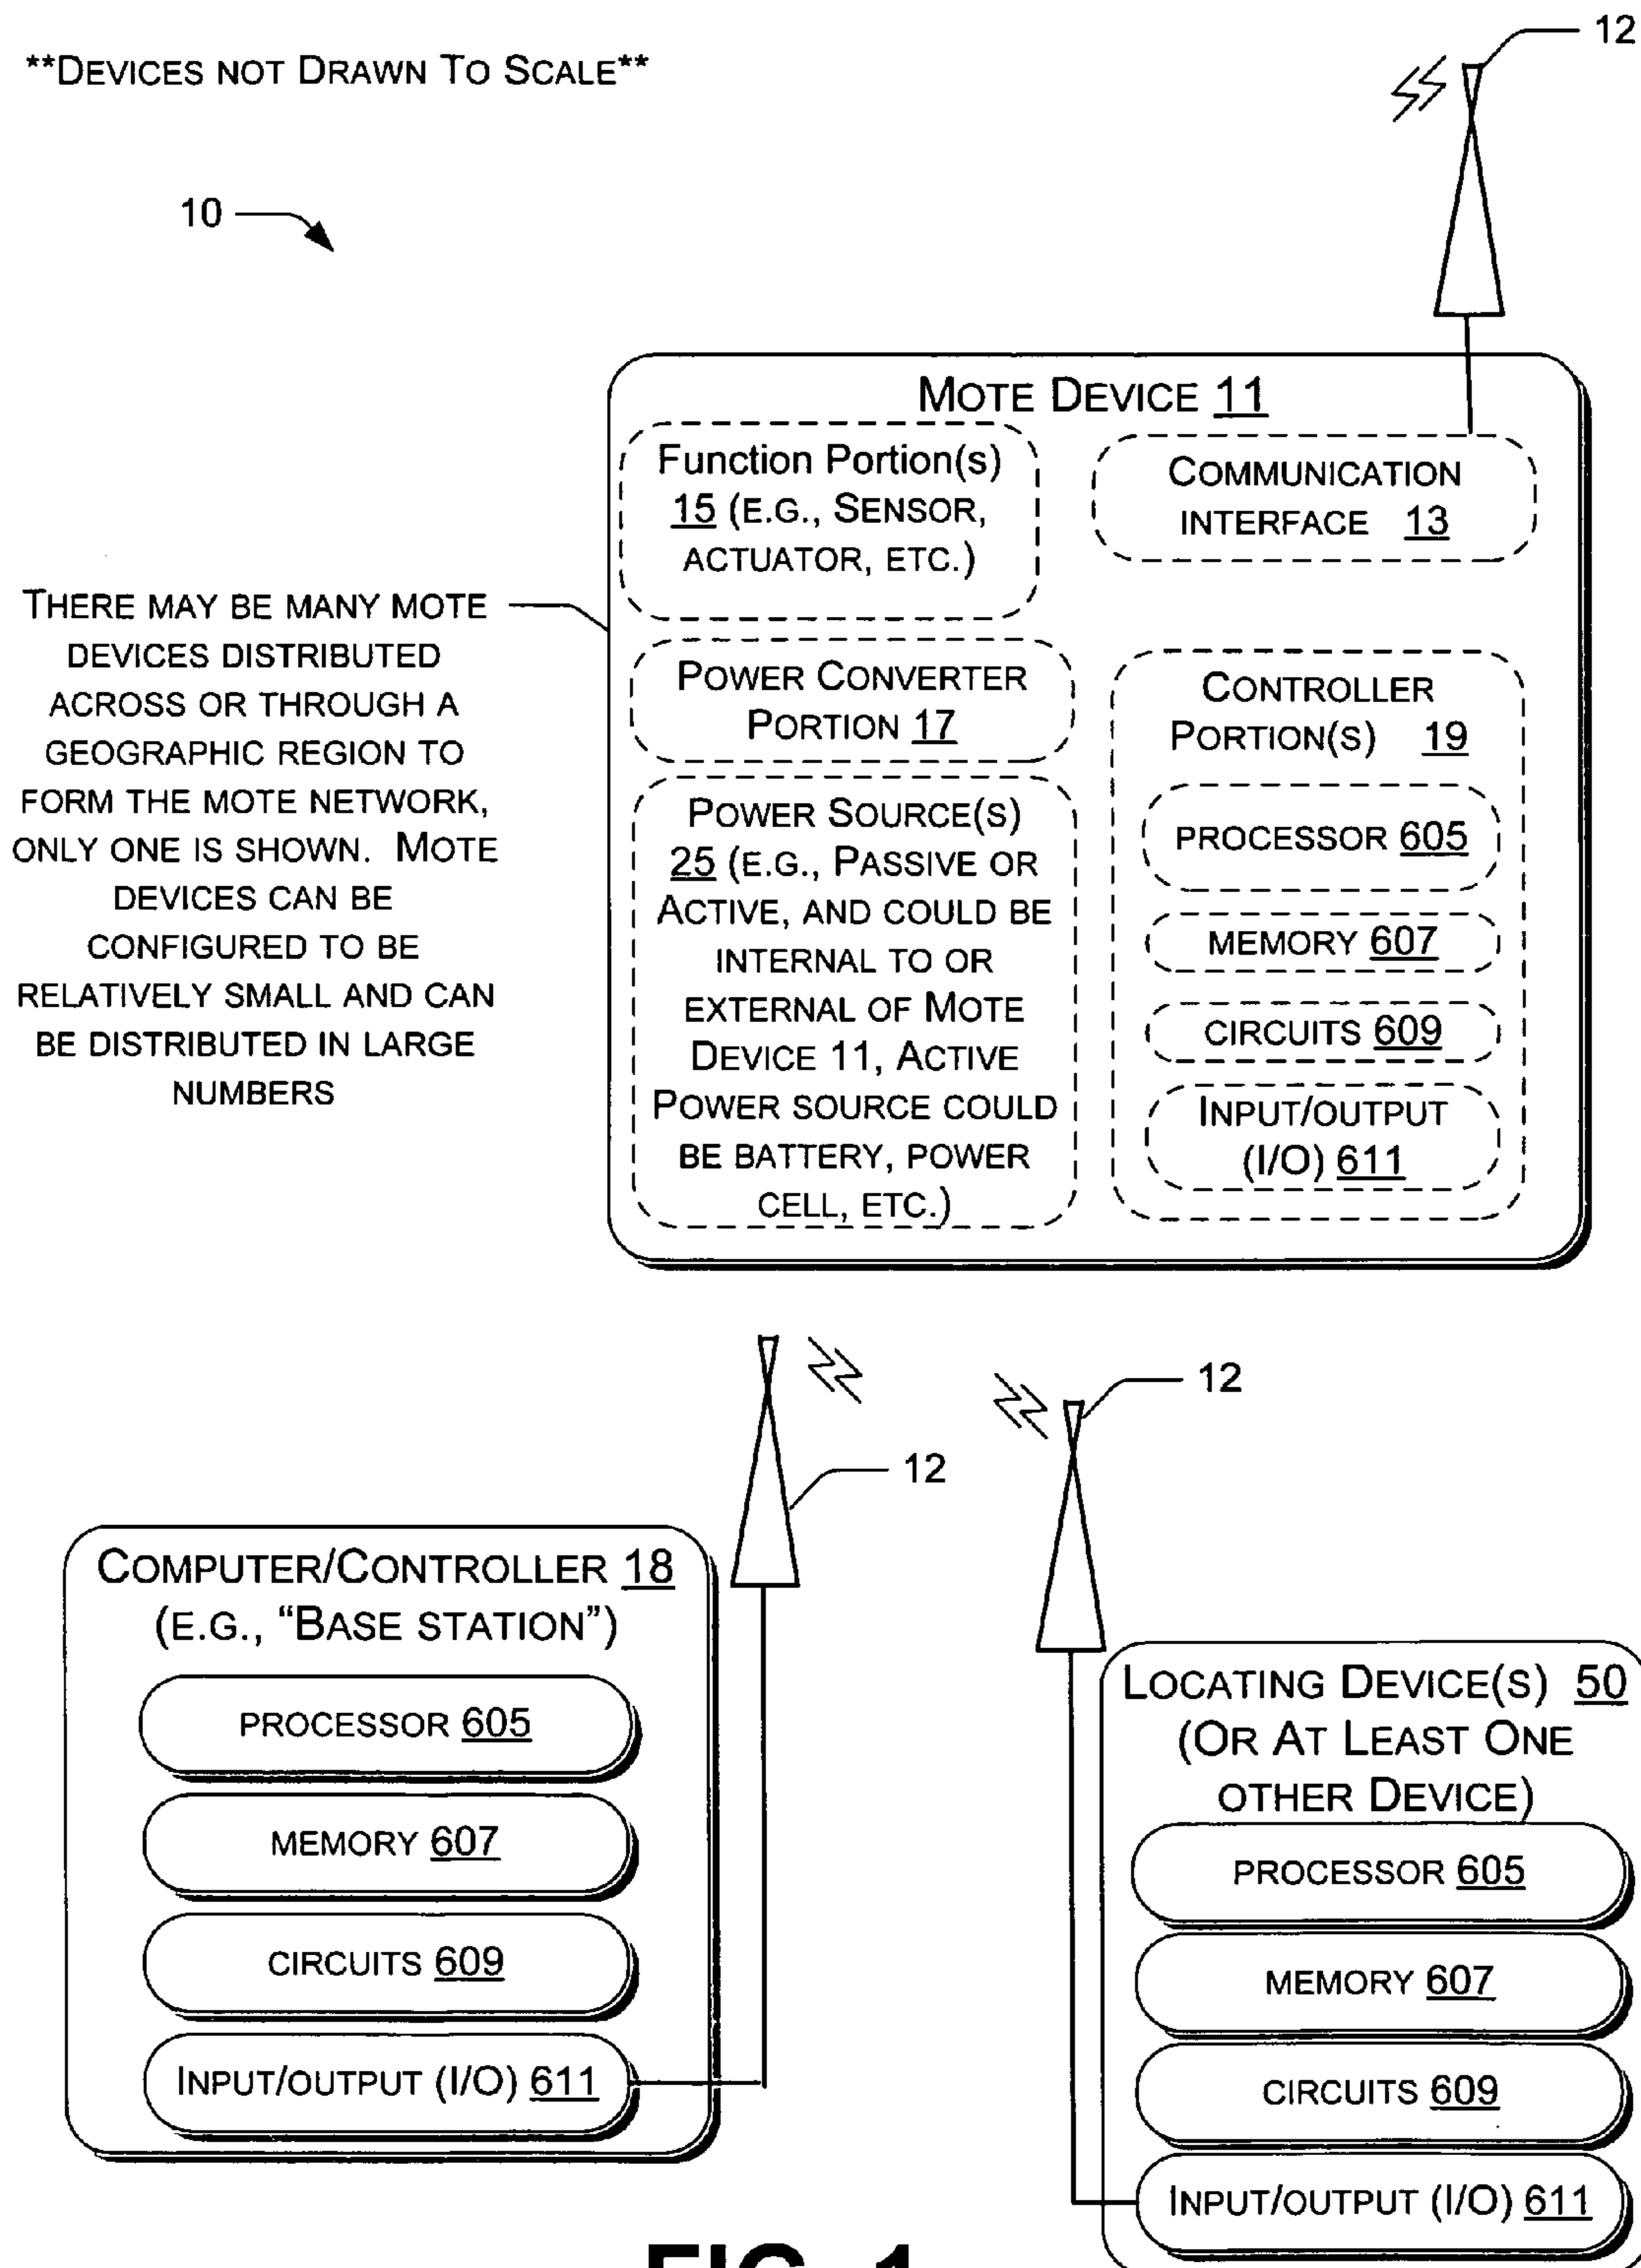 **DEVICES NOT DRAWN TO SCALE**
12
10
MOTE DEVICE 11
Function Portion(s)
15 (E.G., SENSOR,
ACTUATOR, ETC.)
COMMUNICATION
INTERFACE 13
THERE MAY BE MANY MOTE
DEVICES DISTRIBUTED
ACROSS OR THROUGH A
GEOGRAPHIC REGION TO
FORM THE MOTE NETWORK,
ONLY ONE IS SHOWN. MOTE
DEVICES CAN BE
CONFIGURED TO BE
RELATIVELY SMALL AND CAN
BE DISTRIBUTED IN LARGE
NUMBERS
POWER CONVERTER
PORTION 17
POWER SOURCE(S)
25 (E.G., PASSIVE OR
ACTIVE, AND COULD BE
INTERNAL TO OR
EXTERNAL OF MOTE
DEVICE 11, ACTIVE
POWER SOURCE COULD
BE BATTERY, POWER
CELL, ETC.)
CONTROLLER
PORTION(S) 19
PROCESSOR 605
MEMORY 607
CIRCUITS 609
INPUT/OUTPUT
(I/O) 611
12
12
COMPUTER/CONTROLLER 18
(E.G., “BASE STATION”)
PROCESSOR 605
MEMORY 607
CIRCUITS 609
INPUT/OUTPUT (I/O) 611
LOCATING DEVICE(S) 50
(OR AT LEAST ONE
OTHER DEVICE)
PROCESSOR 605
MEMORY 607
CIRCUITS 609
INPUT/OUTPUT (I/O) 611
FIG. 1